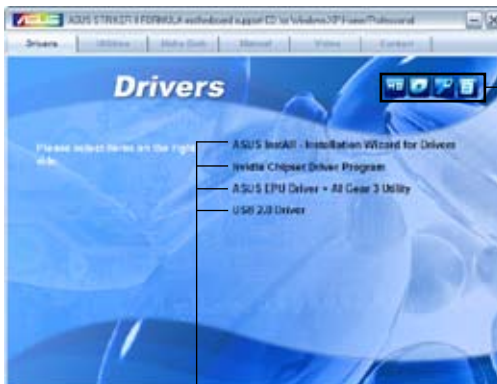 ASUS STRIKER II FORMULA motherboard support CD for Windows XP Home/Professional
Drivers Utilities Make Disk Manual Video Contact
Drivers
Please select items on the right side.
ASUS InstAll - Installation Wizard for Drivers
Nvidia Chipset Driver Program
ASUS EPU Driver + AI Gear 3 Utility
USB 2.0 Driver